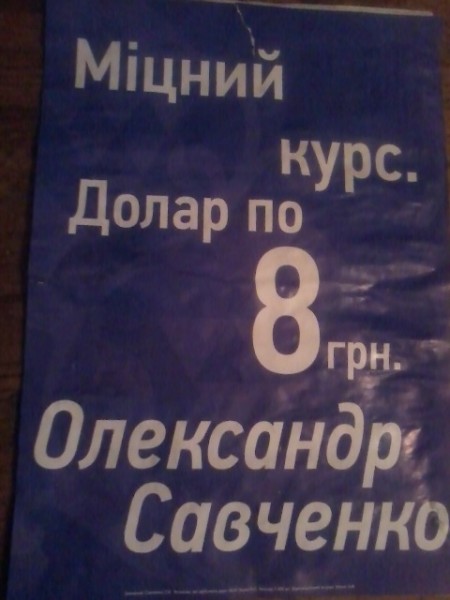 Міцний
курс.
Долар по
8 грн.
Олександр
Савченко